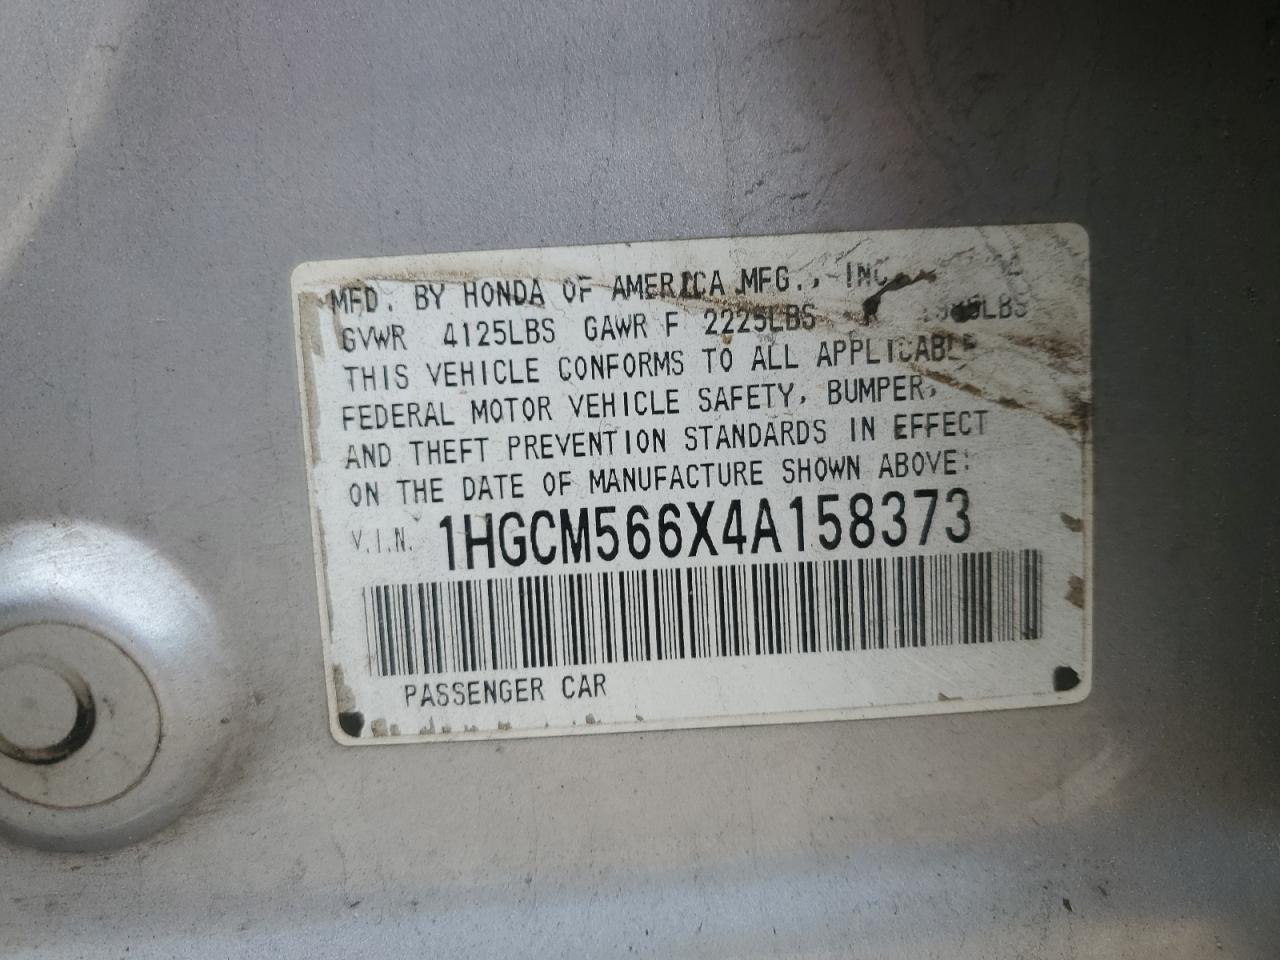 MFD. BY HONDA OF AMERICA MFG., INC.
GVWR 4125LBS GAWR F 2225LBS R
THIS VEHICLE CONFORMS TO ALL APPLICABLE
FEDERAL MOTOR VEHICLE SAFETY, BUMPER,
AND THEFT PREVENTION STANDARDS IN EFFECT
ON THE DATE OF MANUFACTURE SHOWN ABOVE:
V.I.N. 1HGCM566X4A158373
PASSENGER CAR